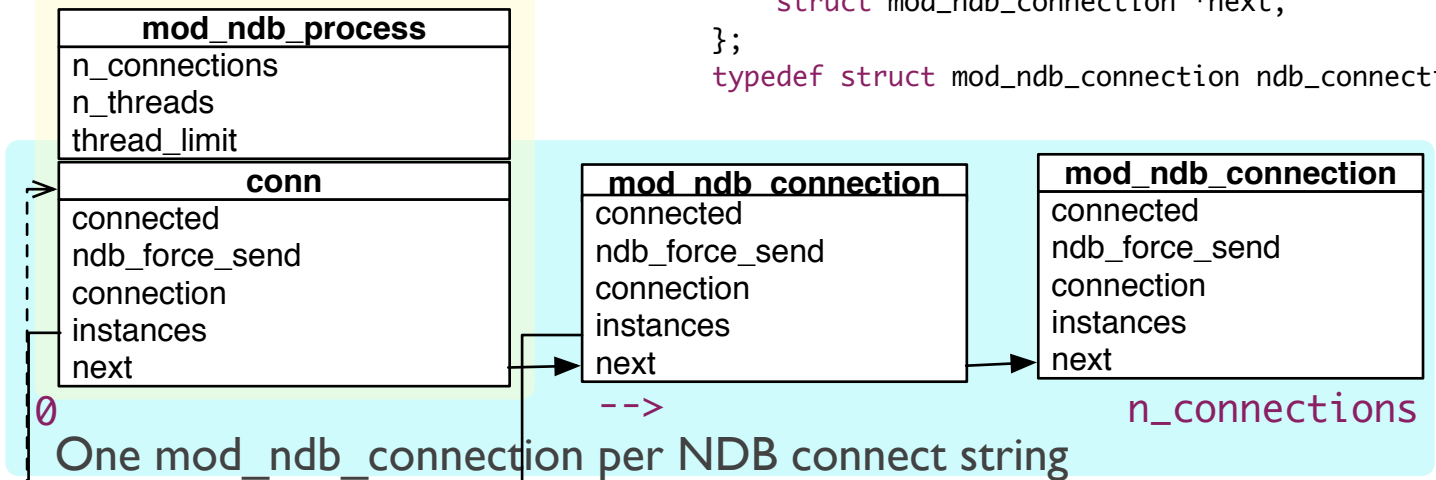 struct mod_ndb_connection *next;
};
typedef struct mod_ndb_connection
mod_ndb_process
n_connections
n_threads
thread_limit
conn
connected
ndb_force_send
connection
instances
next
mod_ndb_connection
connected
ndb_force_send
connection
instances
next
mod_ndb_connection
connected
ndb_force_send
connection
instances
next
0
-->
n_connections
One mod_ndb_connection per NDB connect string